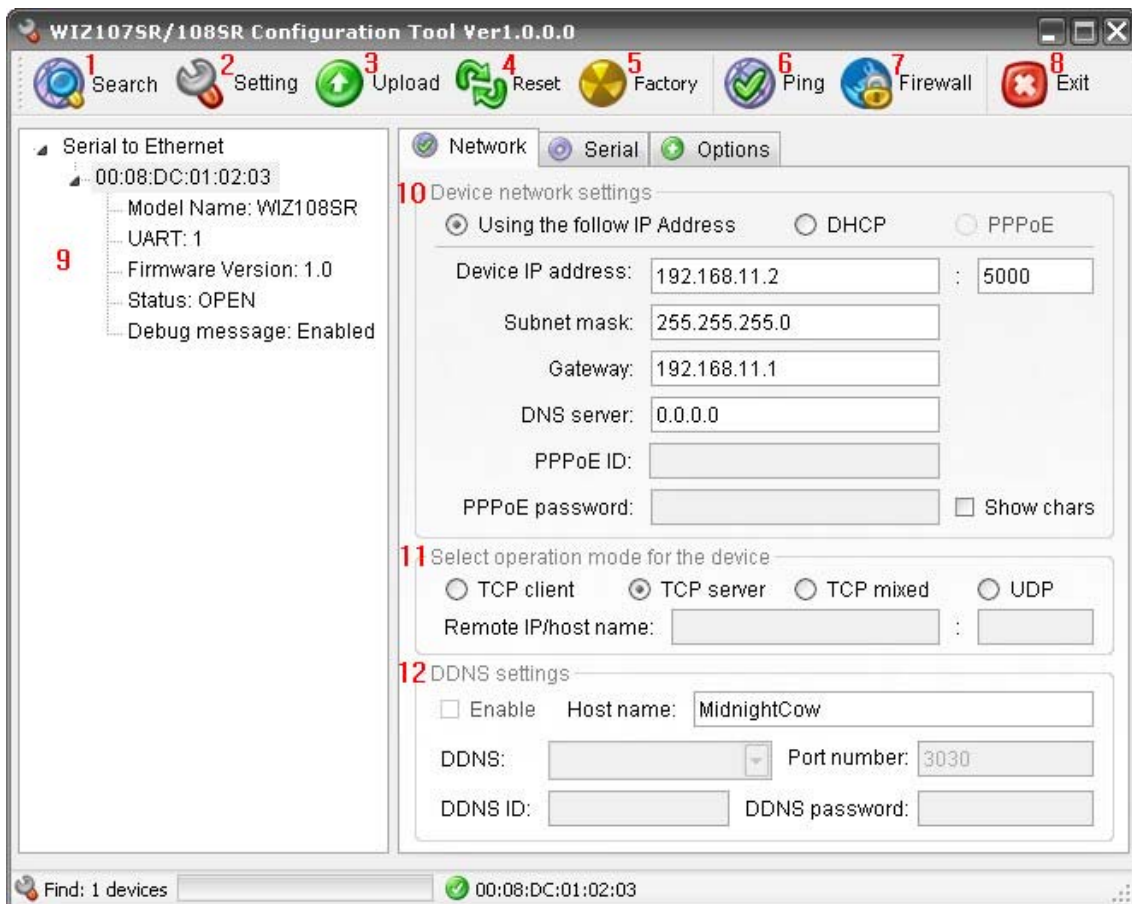 WIZ107SR/108SR Configuration Tool Ver1.0.0.0
1 Search 2 Setting 3 Upload 4 Reset 5 Factory 6 Ping 7 Firewall 8 Exit
Serial to Ethernet
00:08:DC:01:02:03
Model Name: WIZ108SR
UART: 1
9
Firmware Version: 1.0
Status: OPEN
Debug message: Enabled
Network Serial Options
10 Device network settings
Using the follow IP Address DHCP PPPoE
Device IP address: 192.168.11.2 : 5000
Subnet mask: 255.255.255.0
Gateway: 192.168.11.1
DNS server: 0.0.0.0
PPPoE ID:
PPPoE password: Show chars
11 Select operation mode for the device
TCP client TCP server TCP mixed UDP
Remote IP/host name: :
12 DDNS settings
Enable Host name: MidnightCow
DDNS: Port number: 3030
DDNS ID: DDNS password:
Find: 1 devices 00:08:DC:01:02:03